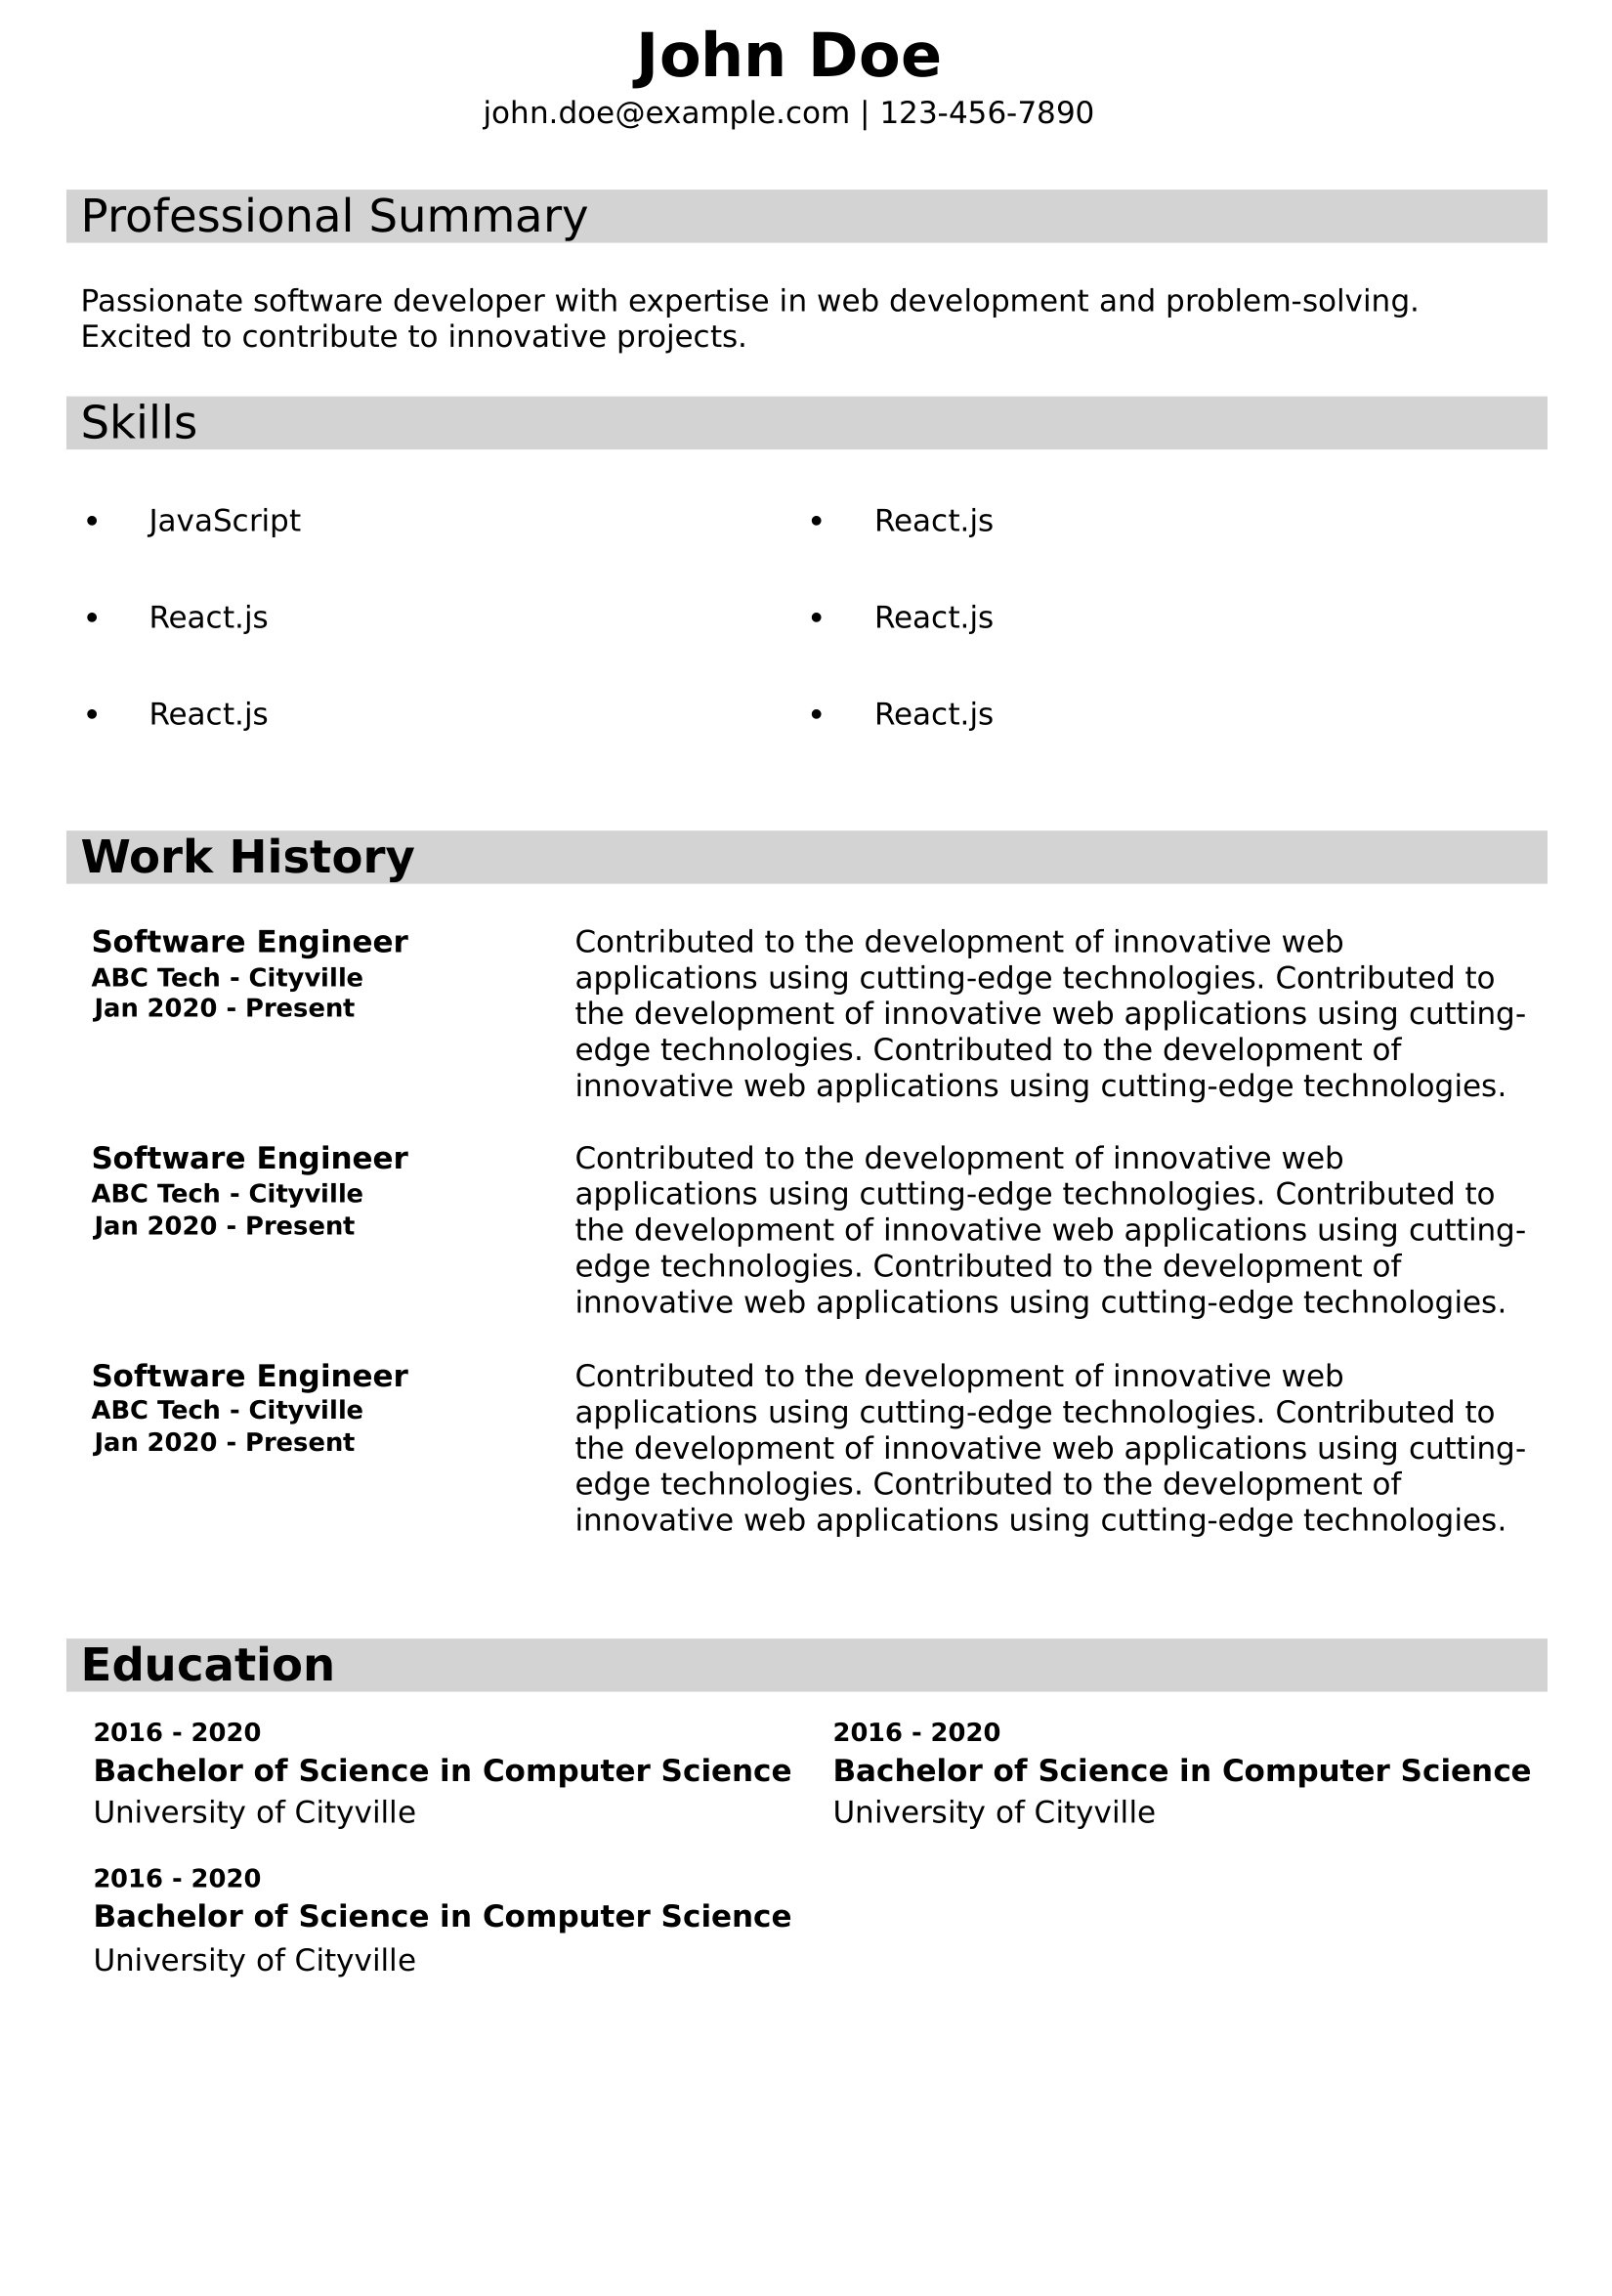 John Doe
john.doe@example.com | 123-456-7890
Professional Summary
Passionate software developer with expertise in web development and problem-solving.
Excited to contribute to innovative projects.
Skills
• JavaScript
• React.js
• React.js
• React.js
• React.js
• React.js
Work History
Software Engineer
ABC Tech - Cityville
Jan 2020 - Present
Contributed to the development of innovative web
applications using cutting-edge technologies. Contributed to
the development of innovative web applications using cutting-
edge technologies. Contributed to the development of
innovative web applications using cutting-edge technologies.
Software Engineer
ABC Tech - Cityville
Jan 2020 - Present
Contributed to the development of innovative web
applications using cutting-edge technologies. Contributed to
the development of innovative web applications using cutting-
edge technologies. Contributed to the development of
innovative web applications using cutting-edge technologies.
Software Engineer
ABC Tech - Cityville
Jan 2020 - Present
Contributed to the development of innovative web
applications using cutting-edge technologies. Contributed to
the development of innovative web applications using cutting-
edge technologies. Contributed to the development of
innovative web applications using cutting-edge technologies.
Education
2016 - 2020
Bachelor of Science in Computer Science
University of Cityville
2016 - 2020
Bachelor of Science in Computer Science
University of Cityville
2016 - 2020
Bachelor of Science in Computer Science
University of Cityville